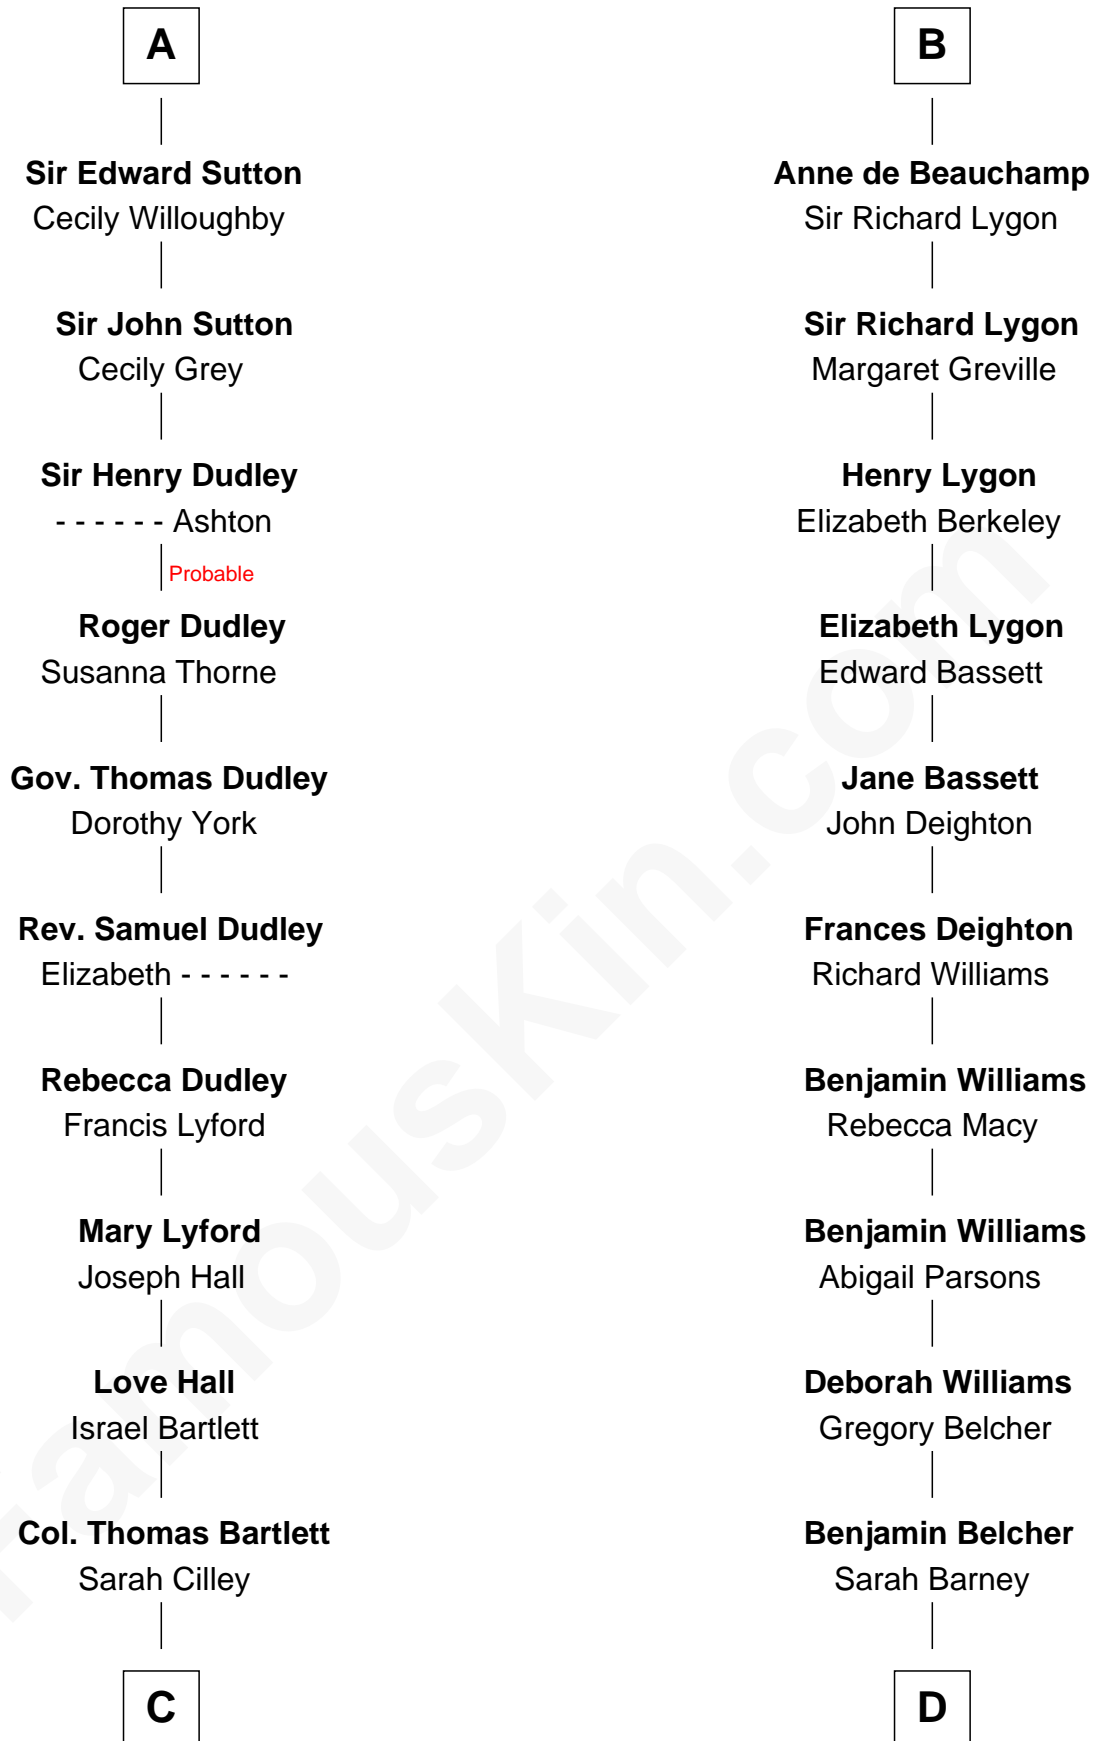 A
Sir Edward Sutton
Cecily Willoughby
Sir John Sutton
Cecily Grey
Sir Henry Dudley
- - - - - - Ashton
Probable
Roger Dudley
Susanna Thorne
Gov. Thomas Dudley
Dorothy York
Rev. Samuel Dudley
Elizabeth - - - - - -
Rebecca Dudley
Francis Lyford
Mary Lyford
Joseph Hall
Love Hall
Israel Bartlett
Col. Thomas Bartlett
Sarah Cilley
C
B
Anne de Beauchamp
Sir Richard Lygon
Sir Richard Lygon
Margaret Greville
Henry Lygon
Elizabeth Berkeley
Elizabeth Lygon
Edward Bassett
Jane Bassett
John Deighton
Frances Deighton
Richard Williams
Benjamin Williams
Rebecca Macy
Benjamin Williams
Abigail Parsons
Deborah Williams
Gregory Belcher
Benjamin Belcher
Sarah Barney
D
FamousKin.com